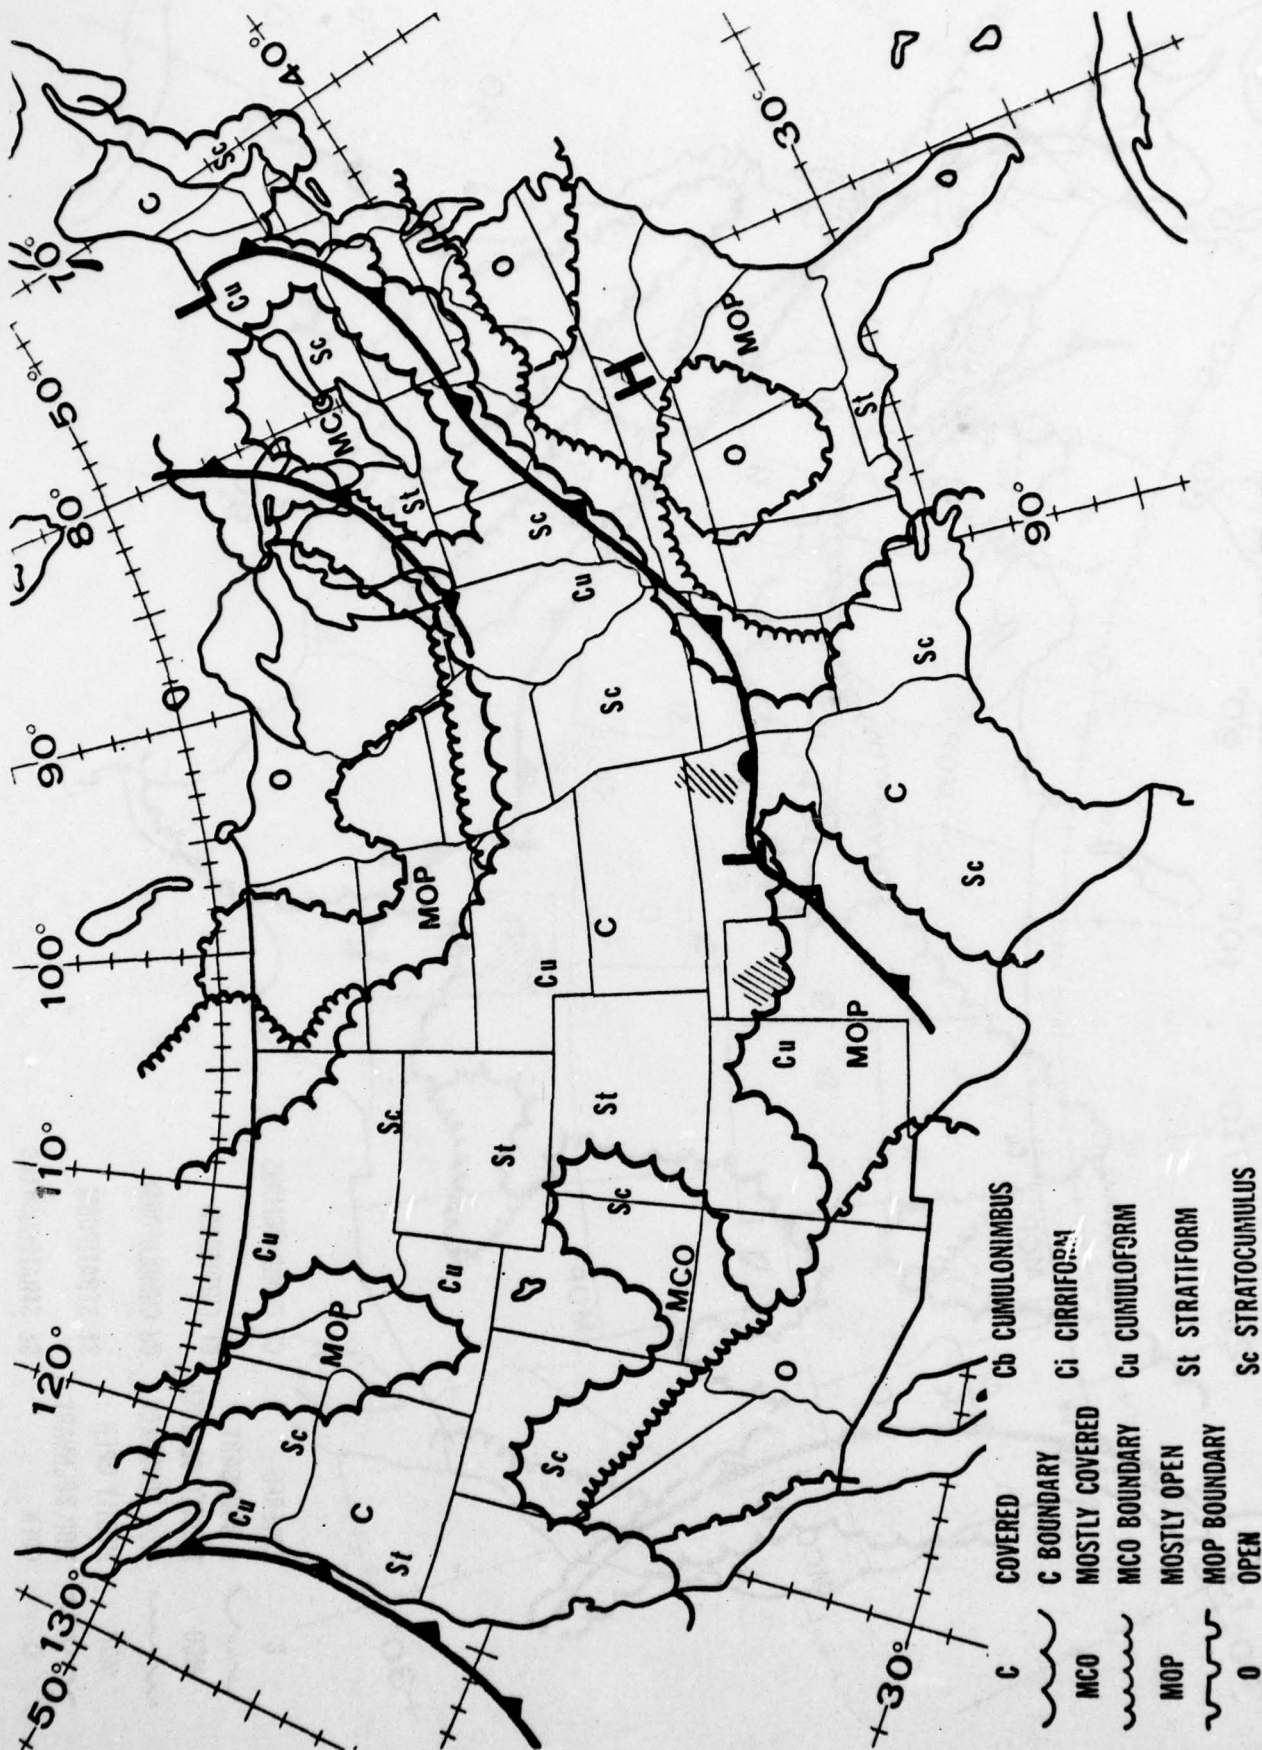 50°
130°
120°
110°
100°
90°
80°
50°
70°
40°
30°
90°
30°
C
Sc
Cu
Sc
MCO
St
Sc
Cu
Sc
O
O
MOP
H
O
MOP
St
O
MOP
Sc
C
Sc
C
Cu
Sc
St
St
Cu
MOP
Cu
Cu
MOP
Sc
MCO
Sc
O
Sc
Cu
C
St
C COVERED
C BOUNDARY
MCO MOSTLY COVERED
MCO BOUNDARY
MOP MOSTLY OPEN
MOP BOUNDARY
O OPEN
Cb CUMULONIMBUS
Ci CIRRIFORM
Cu CUMULOFORM
St STRATIFORM
Sc STRATOCUMULUS